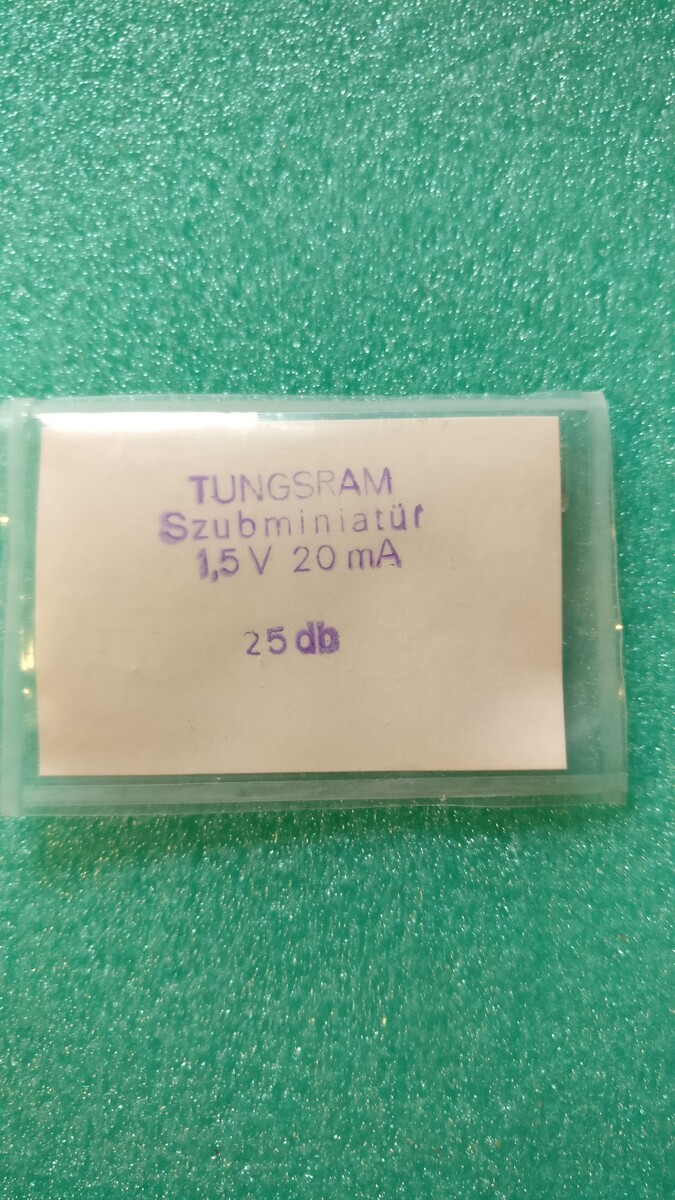 TUNGSRAM
Szubminiatür
1,5 V 20 mA
25 db